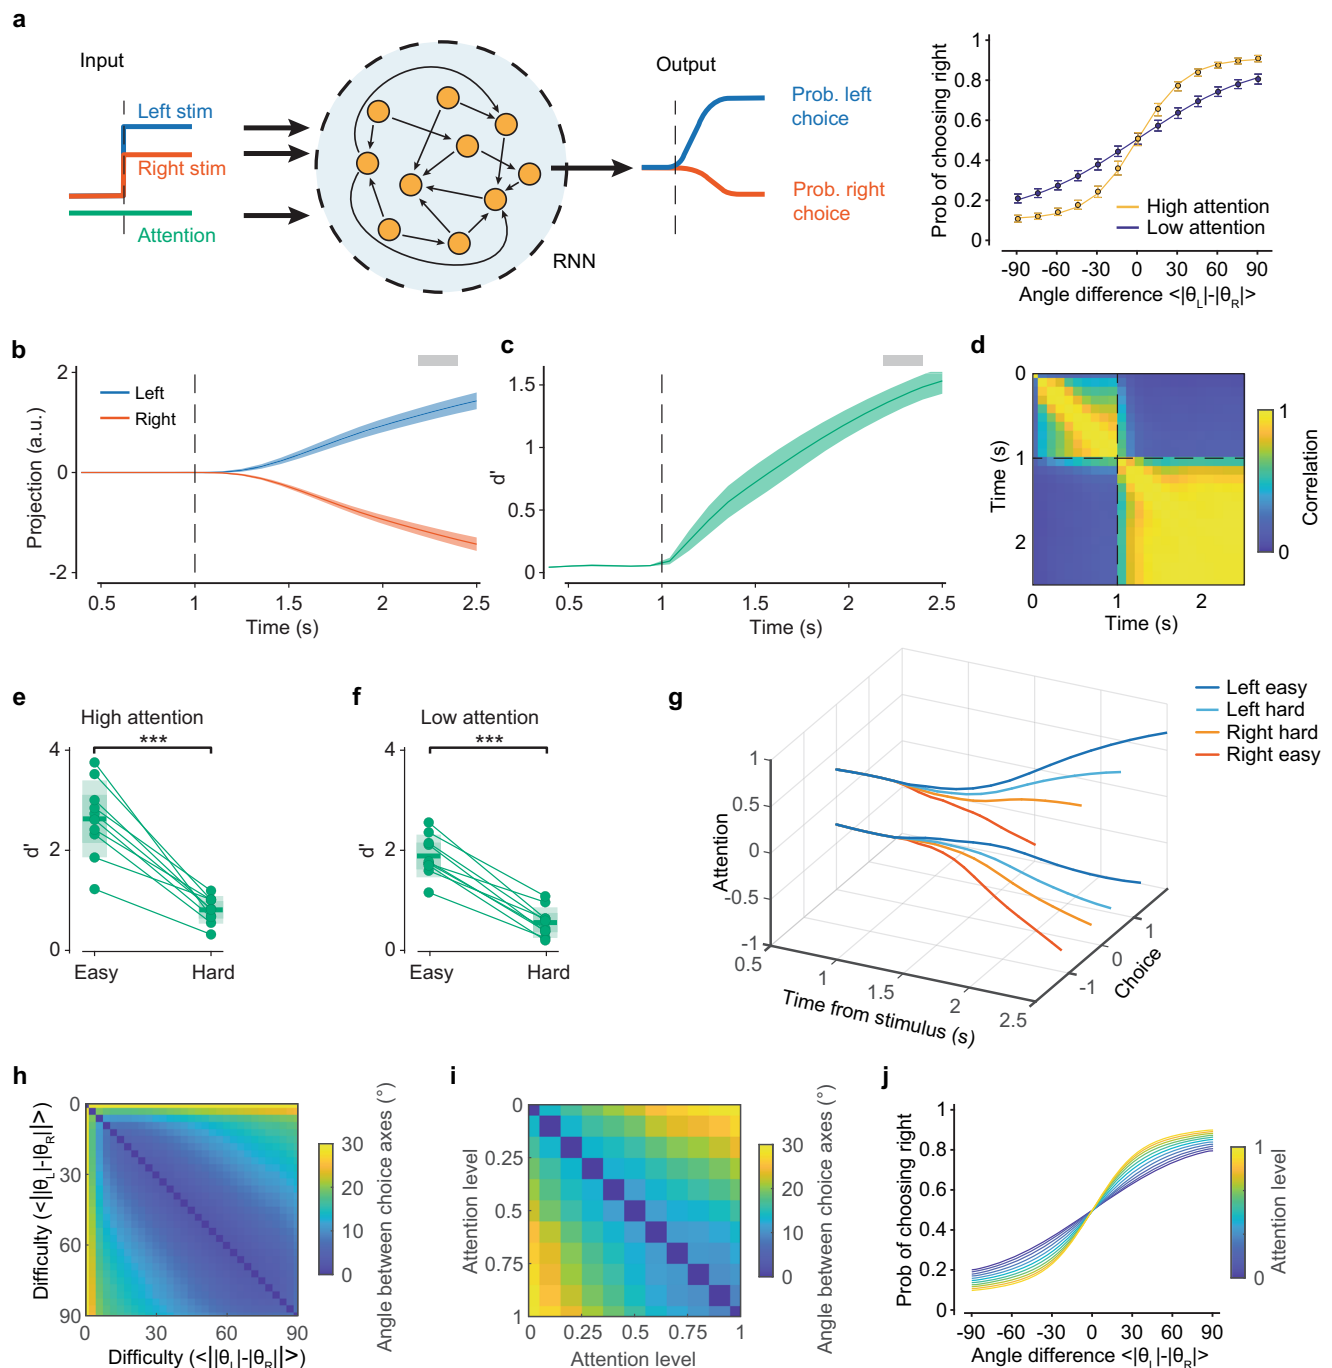 a
Input
Left stim
Right stim
Attention
RNN
Output
Prob. left
choice
Prob. right
choice
Prob of choosing right
1
0.8
0.6
0.4
0.2
0
High attention
Low attention
-90 -60 -30 0 30 60 90
Angle difference <|θL|-|θR|>
b
Projection (a.u.)
2
0
-2
Left
Right
0.5 1 1.5 2 2.5
Time (s)
c
d'
1.5
1
0.5
0
0.5 1 1.5 2 2.5
Time (s)
d
Time (s)
0
1
2
0 1 2
Time (s)
1
0
Correlation
e
High attention
***
d'
4
2
0
Easy Hard
f
Low attention
***
d'
4
2
0
Easy Hard
g
Left easy
Left hard
Right hard
Right easy
Attention
1
0.5
0
-0.5
-1
0.5 1 1.5 2 2.5
Time from stimulus (s)
-1 0 1
Choice
h
Difficulty (<||θL|-|θR||>)
0
30
60
90
0 30 60 90
Difficulty (<||θL|-|θR||>)
30
20
10
0
Angle between choice axes (°)
i
Attention level
0
0.25
0.5
0.75
1
0 0.25 0.5 0.75 1
Attention level
30
20
10
0
Angle between choice axes (°)
j
Prob of choosing right
1
0.8
0.6
0.4
0.2
0
-90 -60 -30 0 30 60 90
Angle difference <|θL|-|θR|>
1
0
Attention level